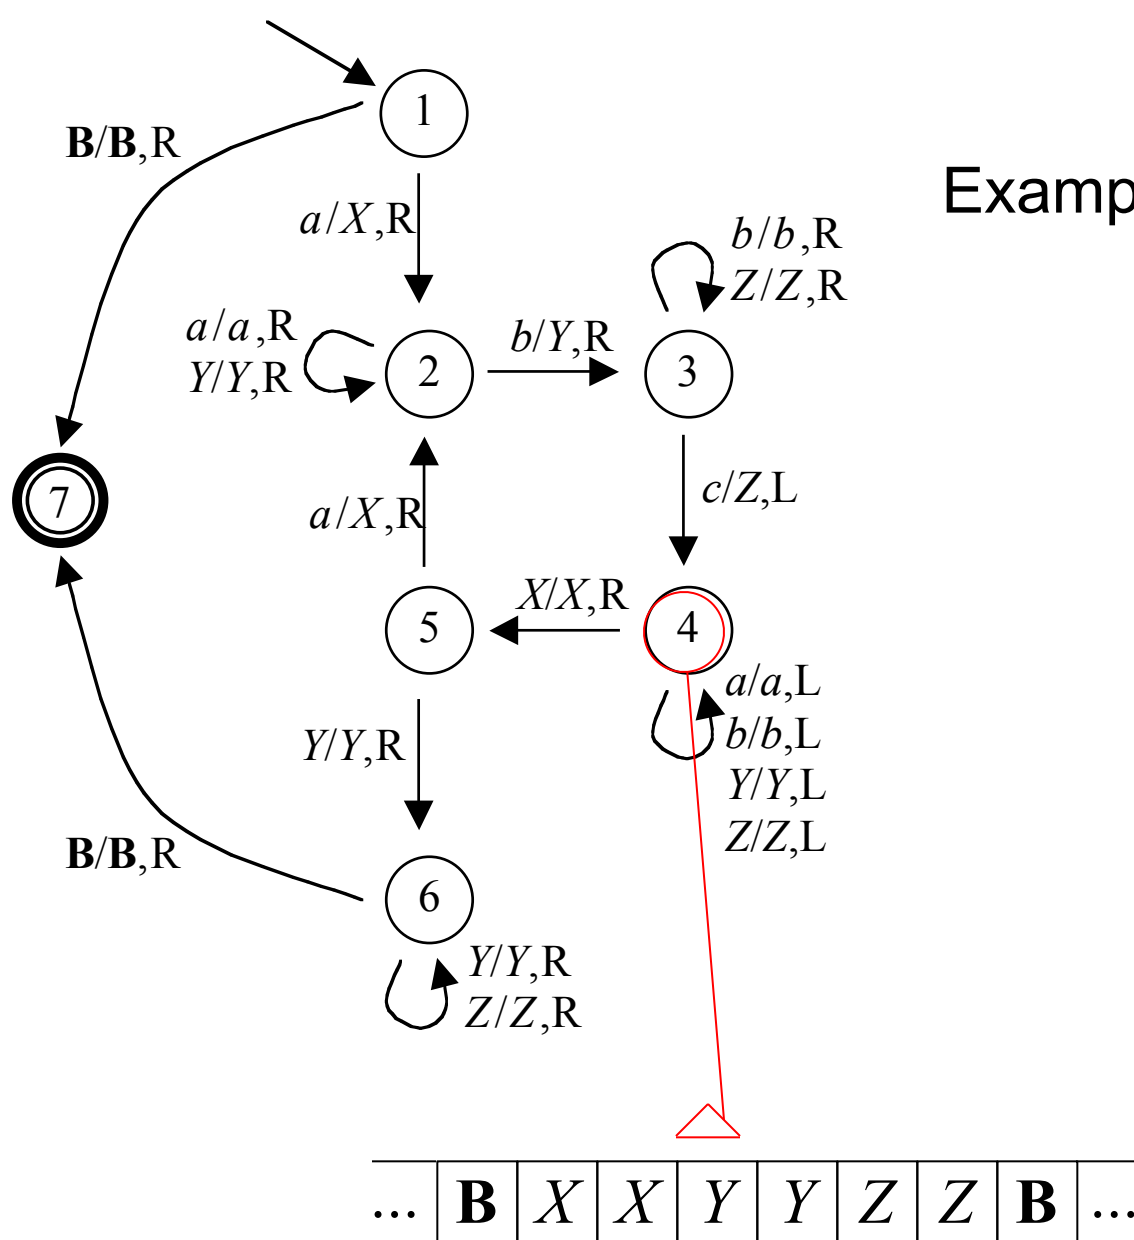 1
B/B,R
Examp
a/X,R
b/b,R
Z/Z,R
a/a,R
Y/Y,R
b/Y,R
2
3
7
a/X,R
c/Z,L
X/X,R
5
4
a/a,L
b/b,L
Y/Y,L
Z/Z,L
Y/Y,R
B/B,R
6
Y/Y,R
Z/Z,R
... B X X Y Y Z Z B ...